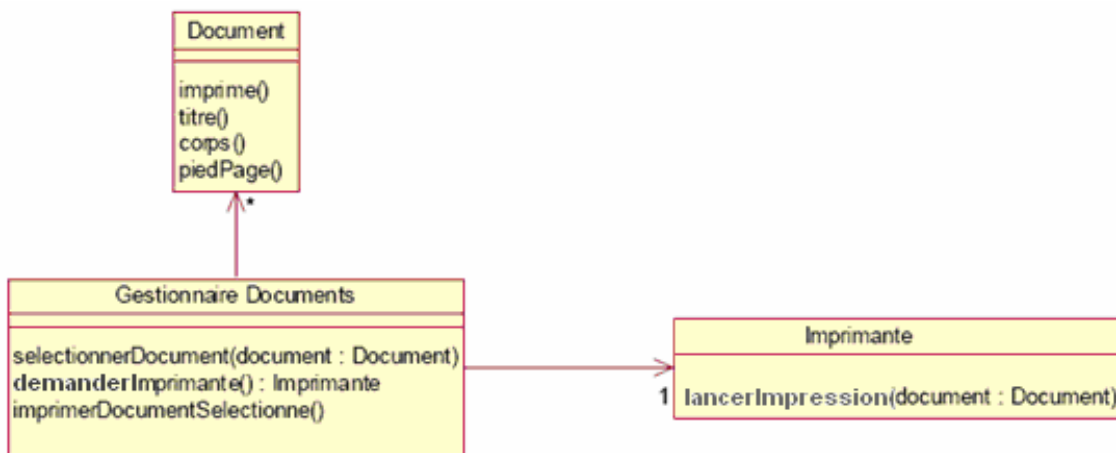 Document
imprime()
titre()
corps()
piedPage()
*
Gestionnaire Documents
selectionnerDocument(document : Document)
demanderImprimante() : Imprimante
imprimerDocumentSelectionne()
Imprimante
1 lancerImpression(document : Document)